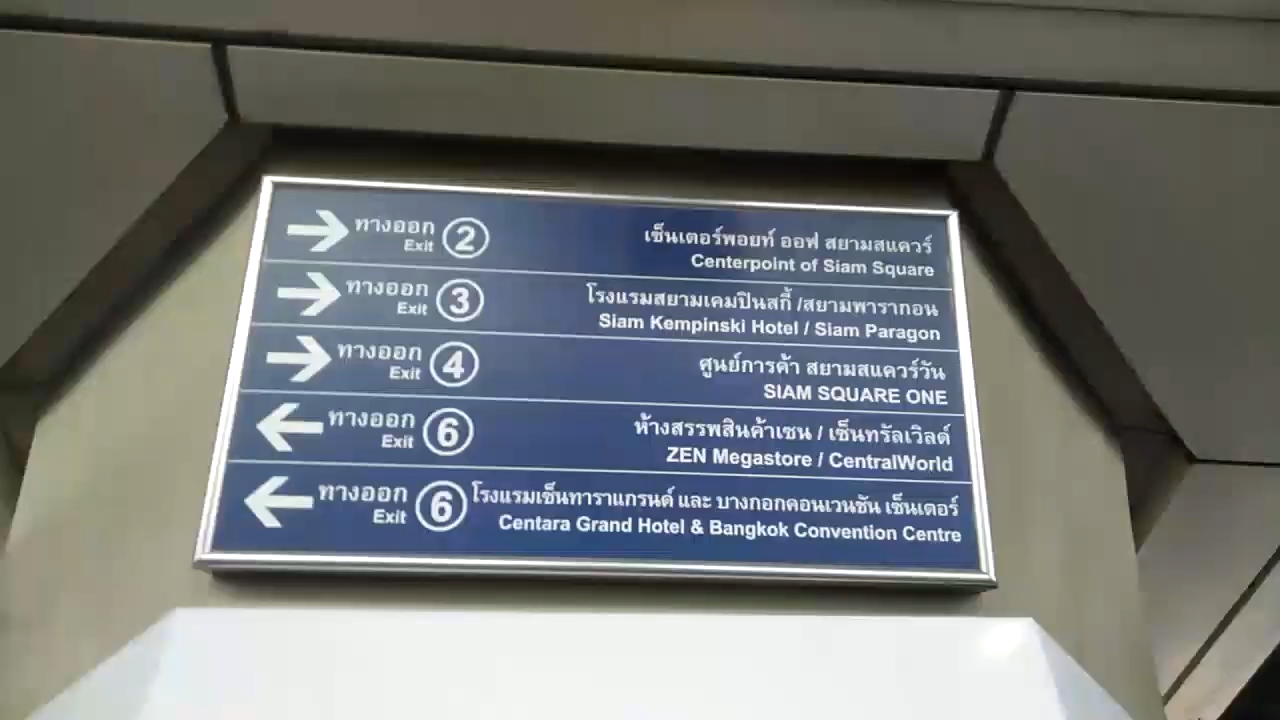 ทางออก
Exit
2
เซ็นเตอร์พอยท์ ออฟ สยามสแควร์
Centerpoint of Siam Square
ทางออก
Exit
3
โรงแรมสยามเคมปินสกี้ /สยามพารากอน
Siam Kempinski Hotel / Siam Paragon
ทางออก
Exit
4
ศูนย์การค้า สยามสแควร์วัน
SIAM SQUARE ONE
ทางออก
Exit
6
ห้างสรรพสินค้าเซน / เซ็นทรัลเวิลด์
ZEN Megastore / CentralWorld
ทางออก
Exit
6
โรงแรมเซ็นทาราแกรนด์ และ บางกอกคอนเวนชัน เซ็นเตอร์
Centara Grand Hotel & Bangkok Convention Centre